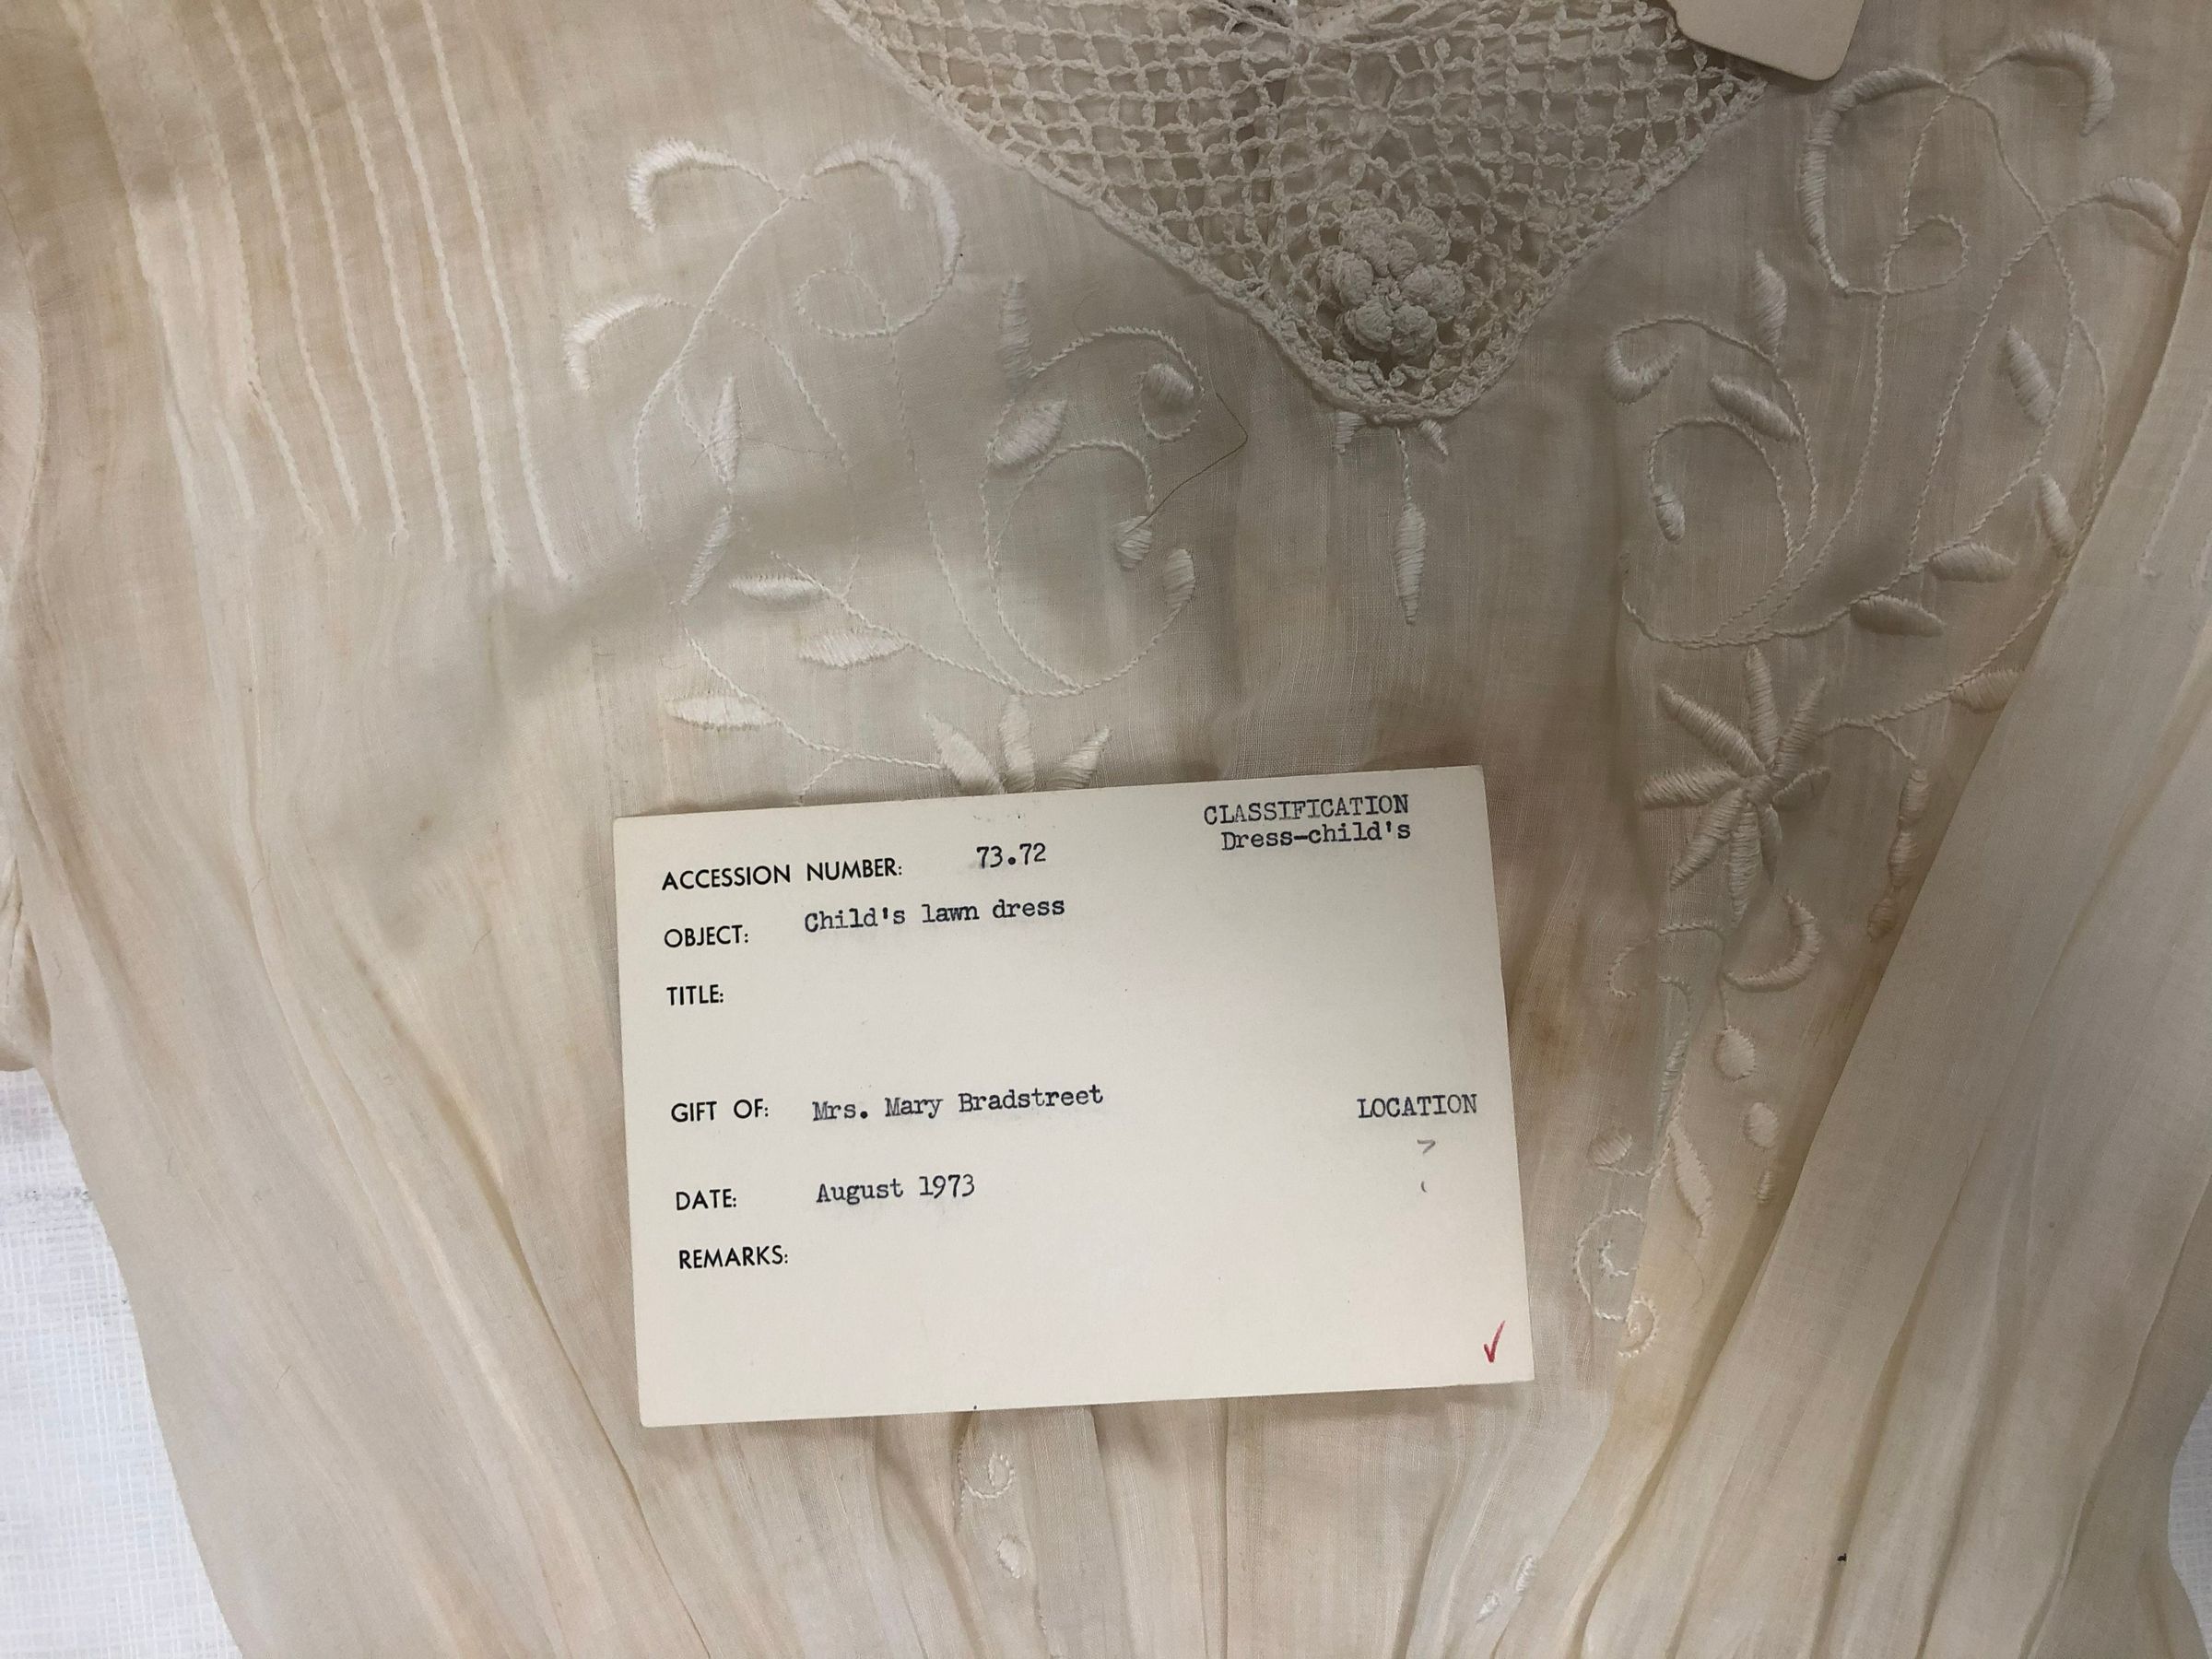 CLASSIFICATION
Dress-child's
ACCESSION NUMBER: 73.72
OBJECT: Child's lawn dress
TITLE:
GIFT OF: Mrs. Mary Bradstreet
LOCATION
DATE: August 1973
REMARKS: